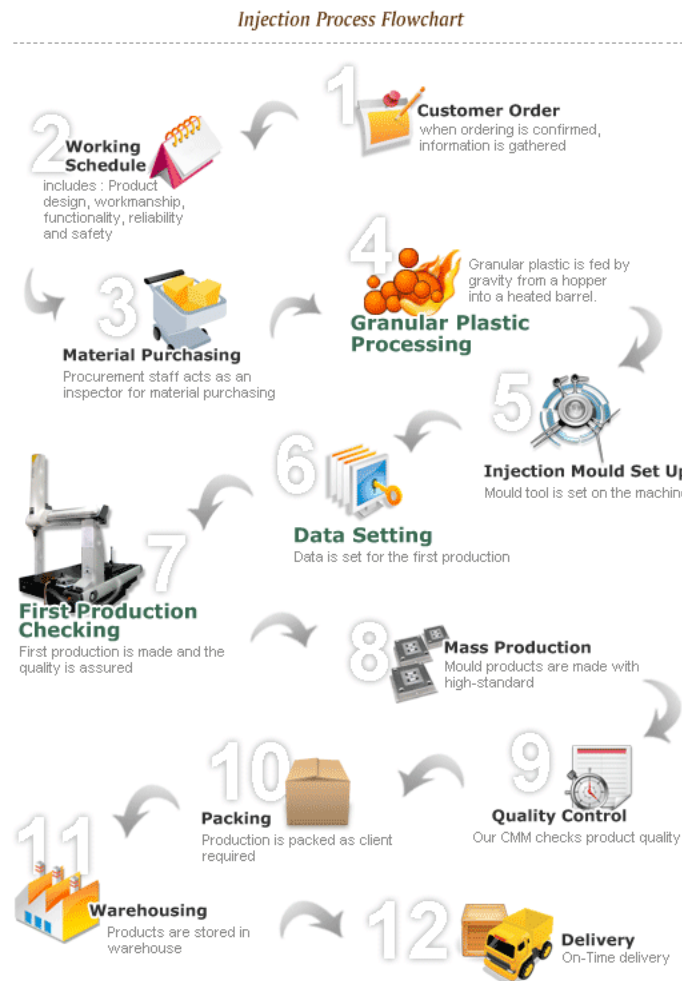 Injection Process Flowchart
1
Customer Order
when ordering is confirmed,
information is gathered
2
Working
Schedule
includes : Product
design, workmanship,
functionality, reliability
and safety
3
Material Purchasing
Procurement staff acts as an
inspector for material purchasing
4
Granular plastic is fed by
gravity from a hopper
into a heated barrel.
Granular Plastic
Processing
5
Injection Mould Set Up
Mould tool is set on the machine
6
Data Setting
Data is set for the first production
7
First Production
Checking
First production is made and the
quality is assured
8
Mass Production
Mould products are made with
high-standard
9
Quality Control
Our CMM checks product quality
10
Packing
Production is packed as client
required
11
Warehousing
Products are stored in
warehouse
12
Delivery
On-Time delivery